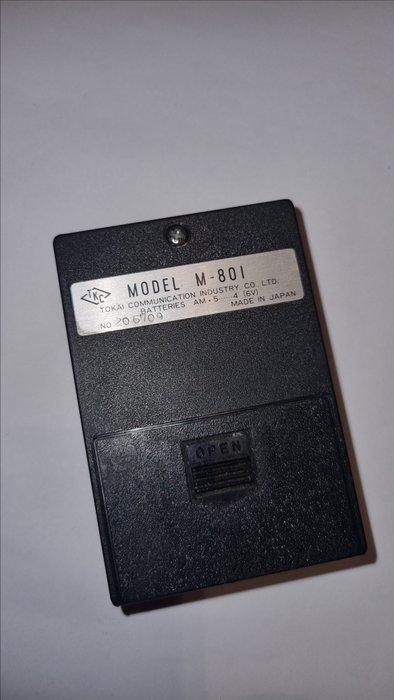 TKC
MODEL M-801
TOKAI COMMUNICATION INDUSTRY CO. LTD.
BATTERIES AM·5 4 (6V)
NO 206709 MADE IN JAPAN
OPEN